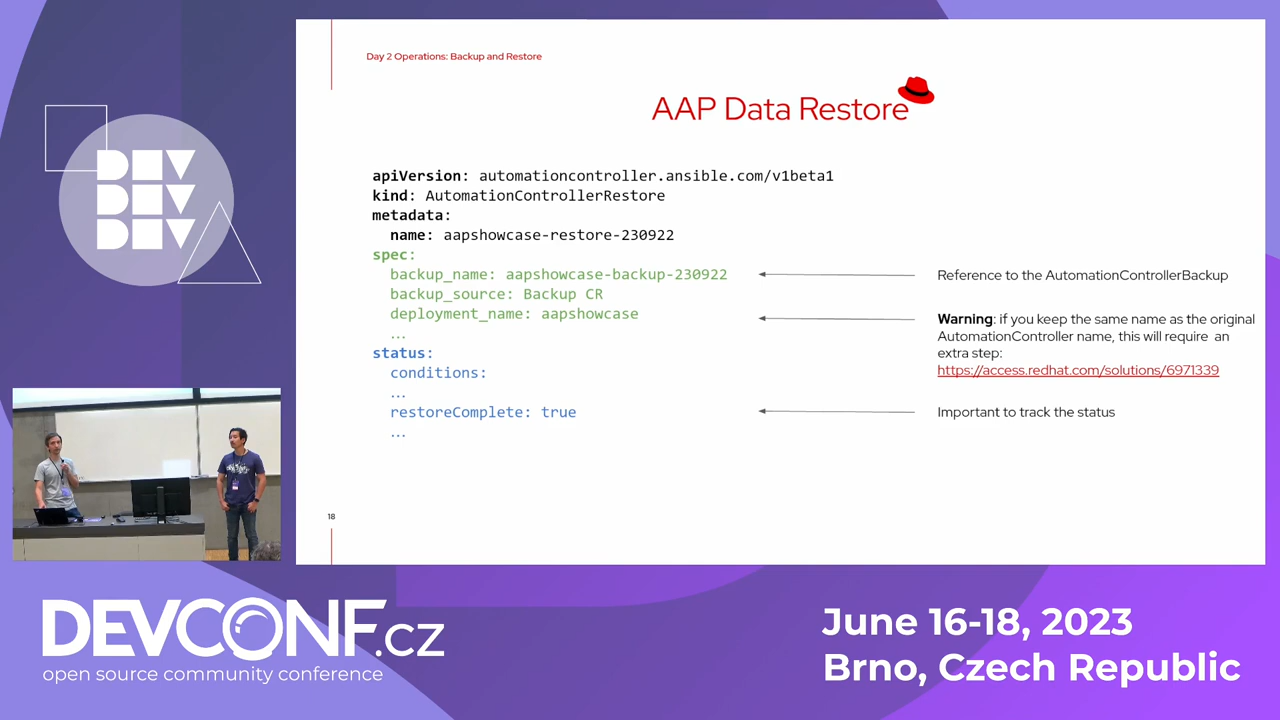 Day 2 Operations: Backup and Restore
AAP Data Restore
apiVersion: automationcontroller.ansible.com/v1beta1
kind: AutomationControllerRestore
metadata:
name: aapshowcase-restore-230922
spec:
backup_name: aapshowcase-backup-230922
backup_source: Backup CR
deployment_name: aapshowcase
...
status:
conditions:
...
restoreComplete: true
...
Reference to the AutomationControllerBackup
Warning: if you keep the same name as the original
AutomationController name, this will require an
extra step:
https://access.redhat.com/solutions/6971339
Important to track the status
18
DEV
DEV
DEV
DEVCONF.cz
open source community conference
June 16-18, 2023
Brno, Czech Republic